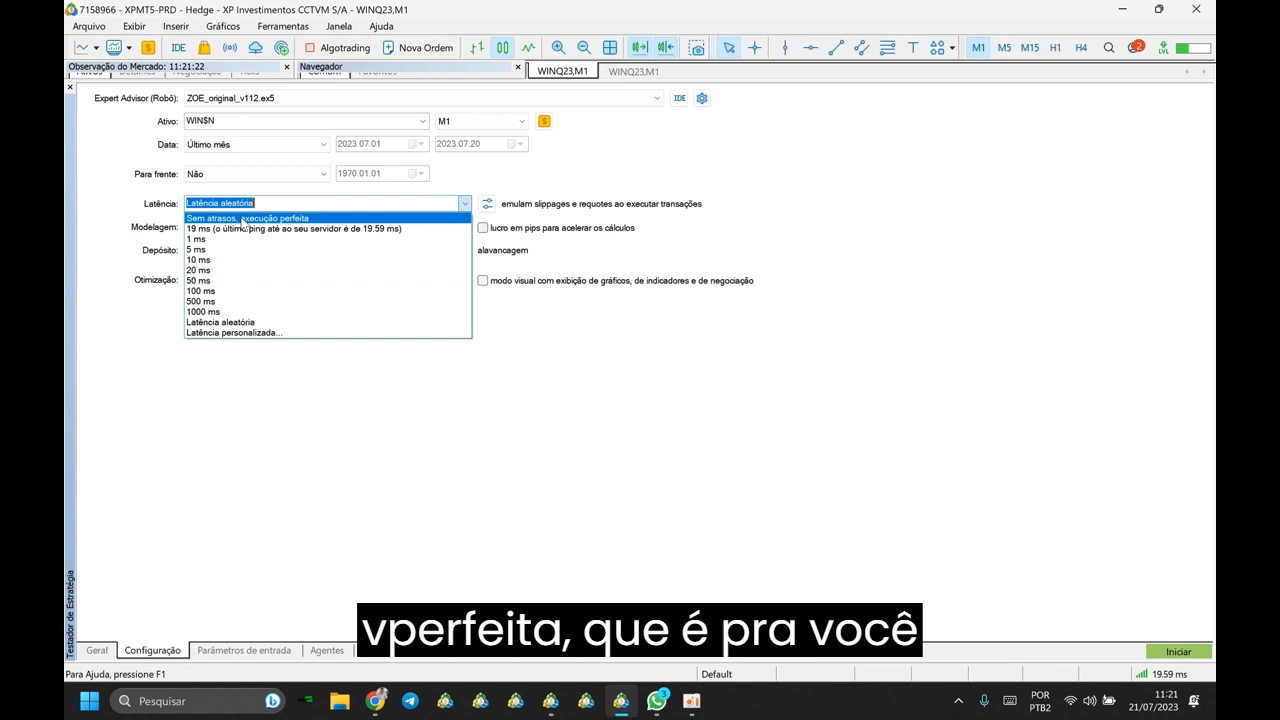 7158966 - XPMT5-PRD - Hedge - XP Investimentos CCTVM S/A - WINQ23,M1
Arquivo Exibir Inserir Gráficos Ferramentas Janela Ajuda
IDE Algotrading Nova Ordem M1 M5 M15 H1 H4 2 LVL
Observação do Mercado: 11:21:22 Navegador
WINQ23,M1 WINQ23,M1
Expert Advisor (Robô): ZOE_original_v112.ex5 IDE
Ativo: WIN$N M1
Data: Último mês 2023.07.01 2023.07.20
Para frente: Não 1970.01.01
Latência: Latência aleatória emulam slippages e requotes ao executar transações
Sem atrasos, execução perfeita
Modelagem: 19 ms (o último ping até ao seu servidor é de 19.59 ms) lucro em pips para acelerar os cálculos
1 ms
Depósito: 5 ms alavancagem
10 ms
20 ms
Otimização: 50 ms modo visual com exibição de gráficos, de indicadores e de negociação
100 ms
500 ms
1000 ms
Latência aleatória
Latência personalizada...
Testador de Estratégia
vperfeita, que é pra você
Geral Configuração Parâmetros de entrada Agentes Iniciar
Para Ajuda, pressione F1 Default 19.59 ms
Pesquisar 3 POR PTB2 11:21 21/07/2023